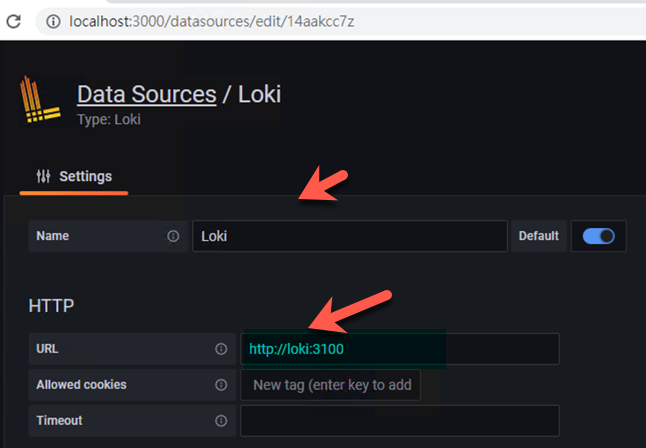 localhost:3000/datasources/edit/14aakcc7z
Data Sources / Loki
Type: Loki
Settings
Name Loki Default
HTTP
URL http://loki:3100
Allowed cookies New tag (enter key to add
Timeout